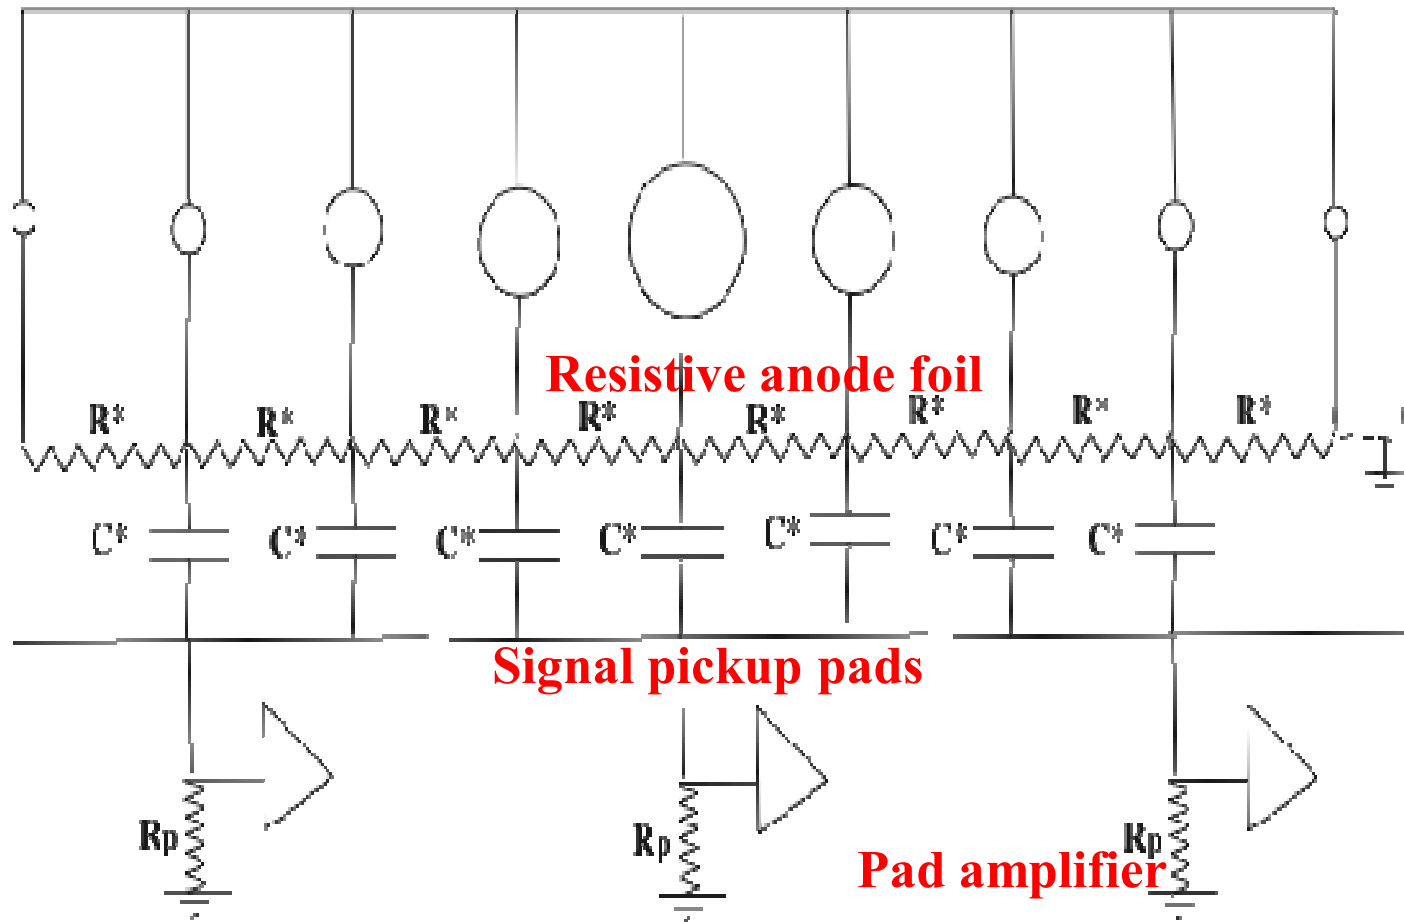 Resistive anode foil
R* R* R* R* R* R* R* R*
C* C* C* C* C* C* C*
Signal pickup pads
Rp Rp Rp
Pad amplifier